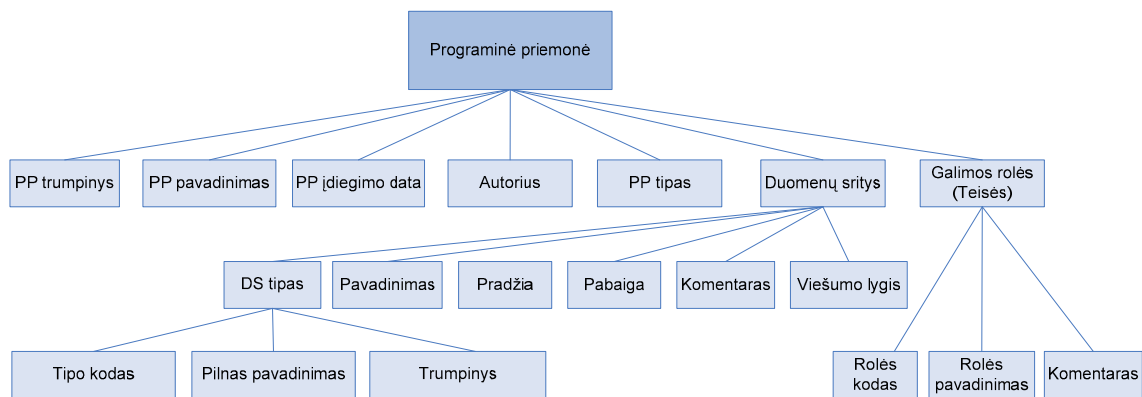 Programinė priemonė
PP trumpinys
PP pavadinimas
PP įdiegimo data
Autorius
PP tipas
Duomenų sritys
Galimos rolės
(Teisės)
DS tipas
Pavadinimas
Pradžia
Pabaiga
Komentaras
Viešumo lygis
Tipo kodas
Pilnas pavadinimas
Trumpinys
Rolės
kodas
Rolės
pavadinimas
Komentaras